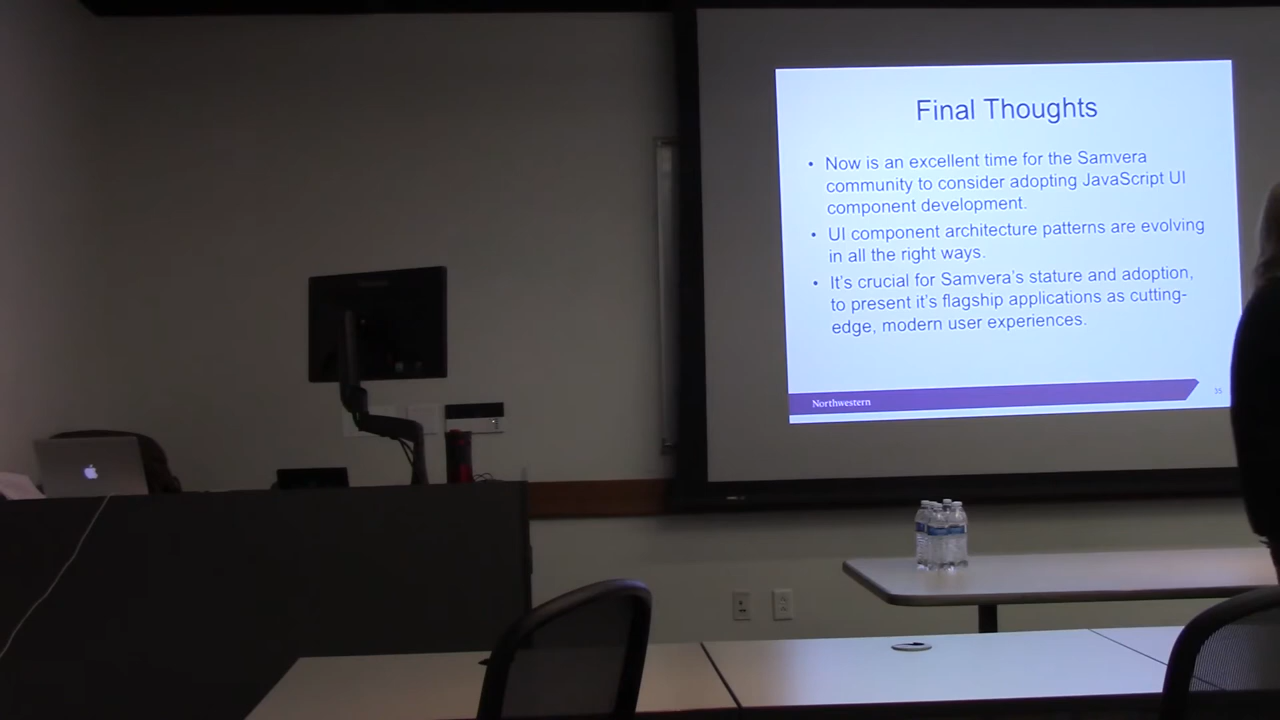 Final Thoughts
• Now is an excellent time for the Samvera
community to consider adopting JavaScript UI
component development.
• UI component architecture patterns are evolving
in all the right ways.
• It's crucial for Samvera's stature and adoption,
to present it's flagship applications as cutting-
edge, modern user experiences.
Northwestern
35